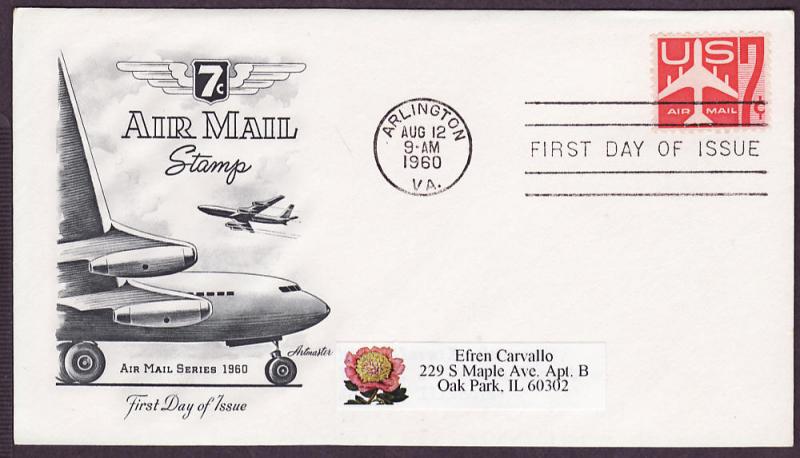 7c
AIR MAIL
Stamp
Artmaster
AIR MAIL SERIES 1960
First Day of Issue
ARLINGTON
AUG 12
9-AM
1960
VA.
US 7¢
AIR MAIL
FIRST DAY OF ISSUE
Efren Carvallo
229 S Maple Ave. Apt. B
Oak Park, IL 60302